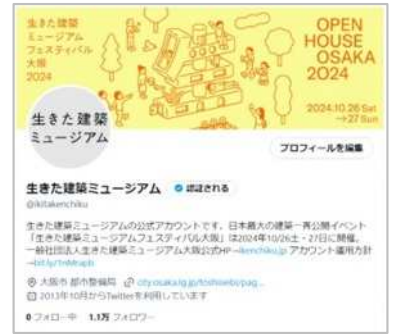 生きた建築
ミュージアム
フェスティバル
大阪
2024
OPEN
HOUSE
OSAKA
2024
2024.10.26 Sat
→27 Sun
生きた建築
ミュージアム
プロフィールを編集
生きた建築ミュージアム 認証される
@ikitakenchiku
生きた建築ミュージアムの公式アカウントです。日本最大の建築一斉公開イベント
「生きた建築ミュージアムフェスティバル大阪」は2024年10/26土・27日に開催。
一般社団法人生きた建築ミュージアム大阪公式HP→ikenchiku.jp アカウント運用方針
大阪市 都市整備局 city.osaka.lg.jp/toshiseibi/pag...
2013年10月からTwitterを利用しています
0 フォロー中 1.1万 フォロワー